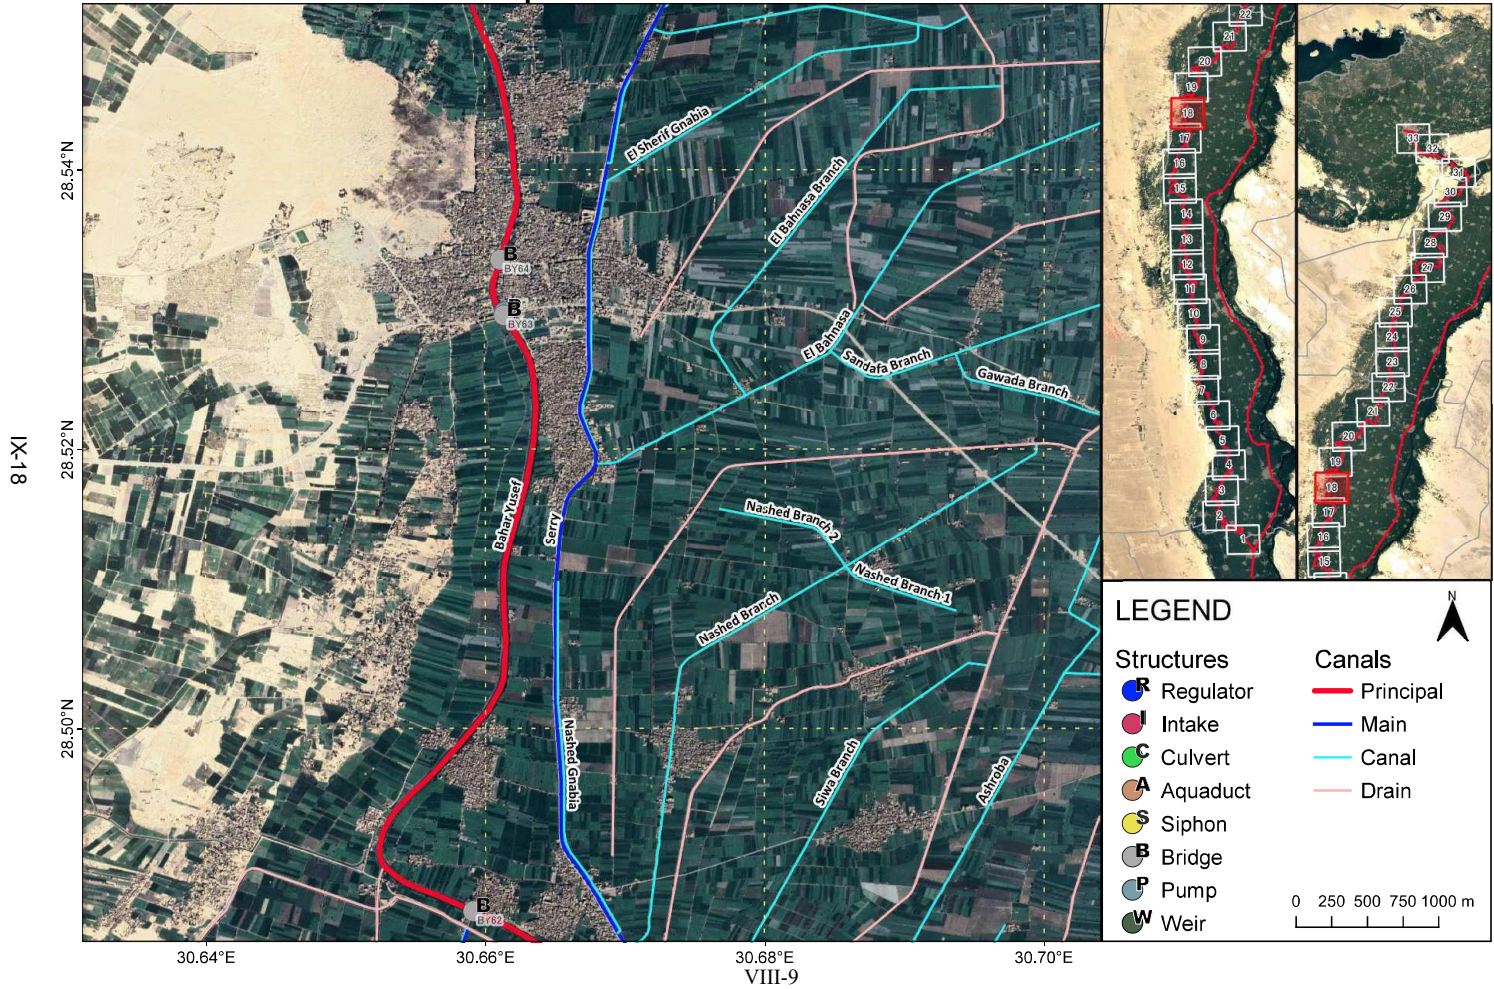 28.54°N
28.52°N
28.50°N
IX-18
30.64°E
30.66°E
30.68°E
30.70°E
VIII-9
El Sherif Gnabia
El Bahnasa Branch
B
BY64
B
BY63
El Bahnasa
Sandafa Branch
Gawada Branch
Bahar Yusef
Serry
Nashed Branch 2
Nashed Branch 1
Nashed Branch
Nashed Gnabia
Siwa Branch
Ashroba
B
BY62
22
21
20
19
18
17
16
15
14
13
12
11
10
9
8
7
6
5
4
3
2
1
33
32
31
30
29
28
27
26
25
24
23
22
21
20
19
18
17
16
15
LEGEND
N
Structures
R Regulator
I Intake
C Culvert
A Aquaduct
S Siphon
B Bridge
P Pump
W Weir
Canals
Principal
Main
Canal
Drain
0 250 500 750 1000 m